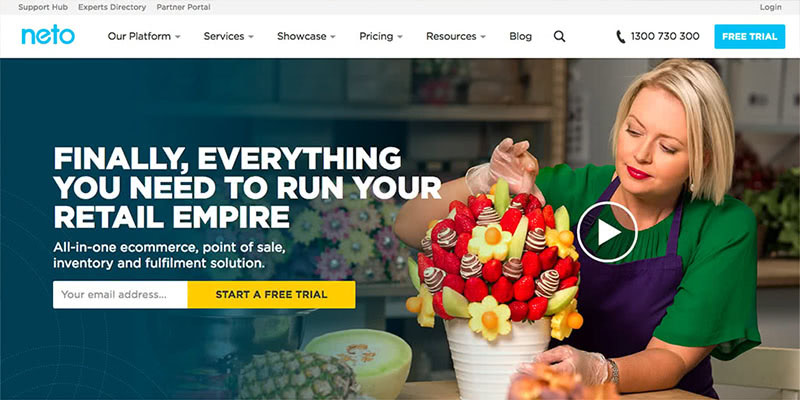 Support Hub Experts Directory Partner Portal Login
neto Our Platform Services Showcase Pricing Resources Blog 1300 730 300 FREE TRIAL
FINALLY, EVERYTHING
YOU NEED TO RUN YOUR
RETAIL EMPIRE
All-in-one ecommerce, point of sale,
inventory and fulfilment solution.
Your email address... START A FREE TRIAL